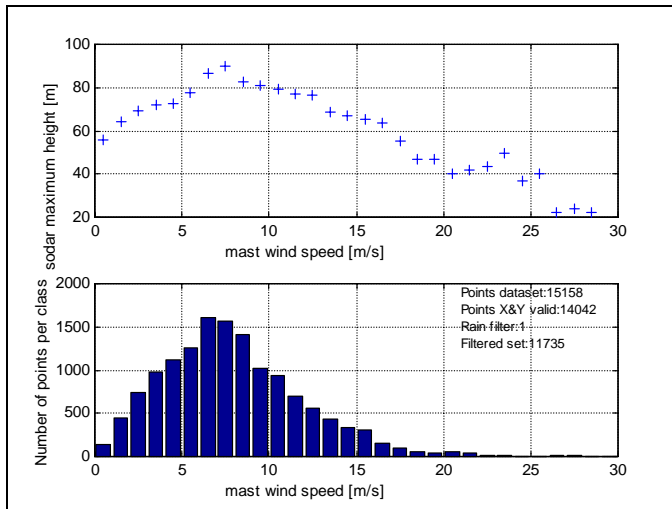 sodar maximum height [m]
100
80
60
40
20
0 5 10 15 20 25 30
mast wind speed [m/s]
Number of points per class
2000
1500
1000
500
0
Points dataset:15158
Points X&Y valid:14042
Rain filter:1
Filtered set:11735
0 5 10 15 20 25 30
mast wind speed [m/s]